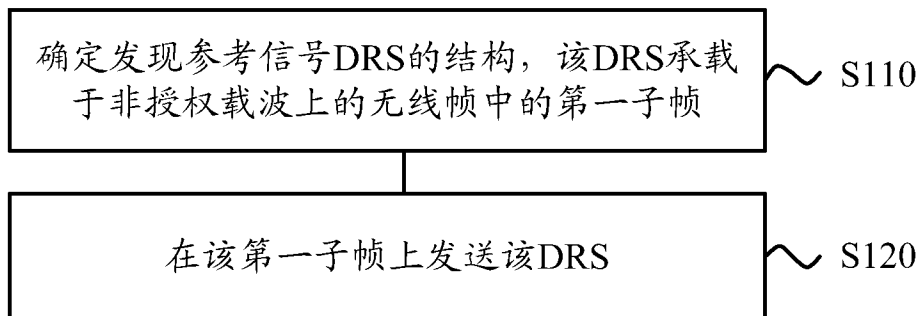 确定发现参考信号DRS的结构，该DRS承载
于非授权载波上的无线帧中的第一子帧
S110
在该第一子帧上发送该DRS
S120